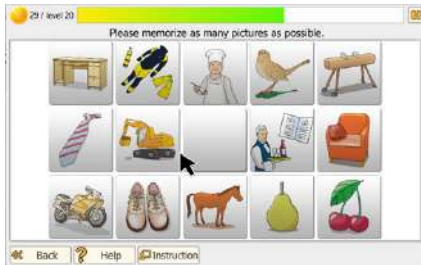 29 / level 20
Please memorize as many pictures as possible.
Back
Help
Instruction